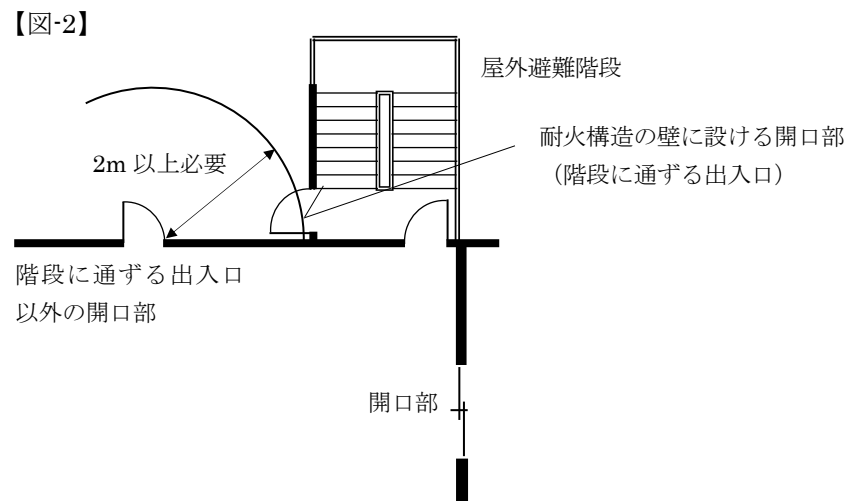 【図-2】
屋外避難階段
耐火構造の壁に設ける開口部
（階段に通ずる出入口）
2m 以上必要
階段に通ずる出入口
以外の開口部
開口部